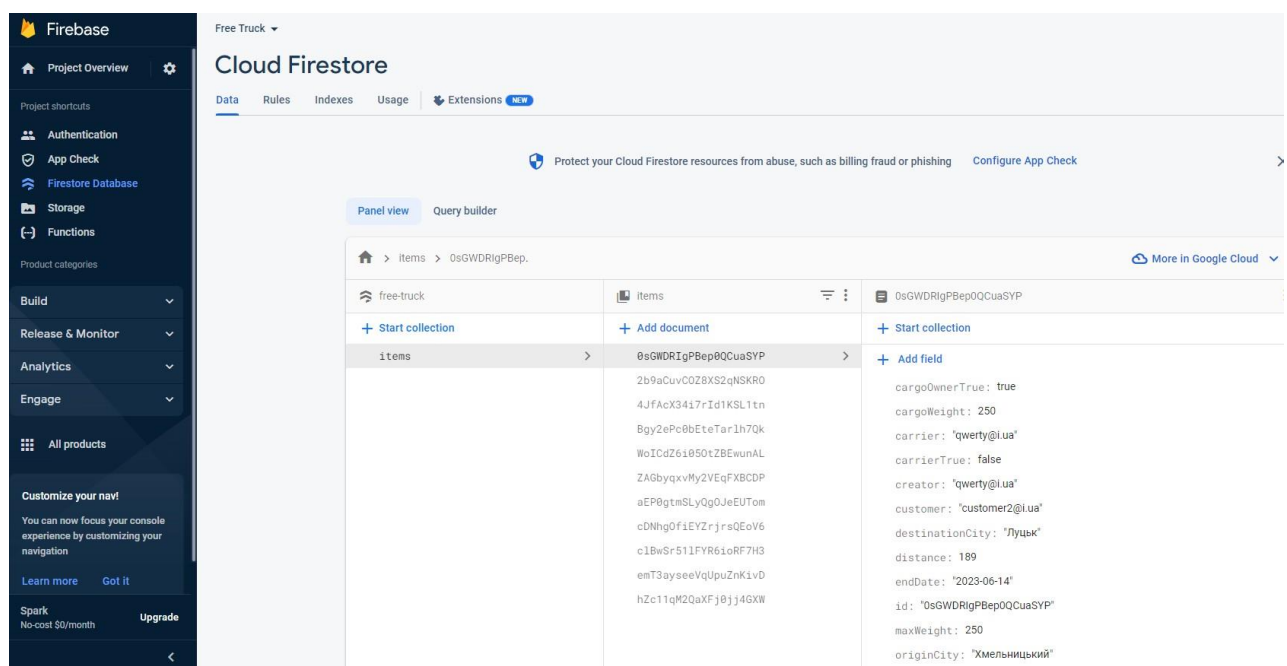 Firebase
Project Overview
Project shortcuts
Authentication
App Check
Firestore Database
Storage
Functions
Product categories
Build
Release & Monitor
Analytics
Engage
All products
Customize your nav!
You can now focus your console
experience by customizing your
navigation
Learn more Got it
Spark
No-cost $0/month
Upgrade
Free Truck
Cloud Firestore
Data Rules Indexes Usage Extensions NEW
Protect your Cloud Firestore resources from abuse, such as billing fraud or phishing Configure App Check
Panel view Query builder
items > 0sGWDRIgPBep.
More in Google Cloud
free-truck
+ Start collection
items
items
+ Add document
0sGWDRIgPBep0QCuaSYP
2b9aCuvCOZ8XS2qNSKRO
4JfAcX34i7rId1KSL1tn
Bgy2ePc0bEteTarlh7Qk
WoICdZ6i05OtZBEwunAL
ZAGbyqxvMy2VEqFXBCDP
aEP0gtmSLyQgOJeEUTom
cDNhgOfiEYZrjrsQEoV6
clBwSr51lFYR6ioRF7H3
emT3ayseeVqUpuZnKivD
hZc11qM2QaXFj0jj4GXW
0sGWDRIgPBep0QCuaSYP
+ Start collection
+ Add field
cargoOwnerTrue: true
cargoWeight: 250
carrier: "qwerty@i.ua"
carrierTrue: false
creator: "qwerty@i.ua"
customer: "customer2@i.ua"
destinationCity: "Луцьк"
distance: 189
endDate: "2023-06-14"
id: "0sGWDRIgPBep0QCuaSYP"
maxWeight: 250
originCity: "Хмельницький"